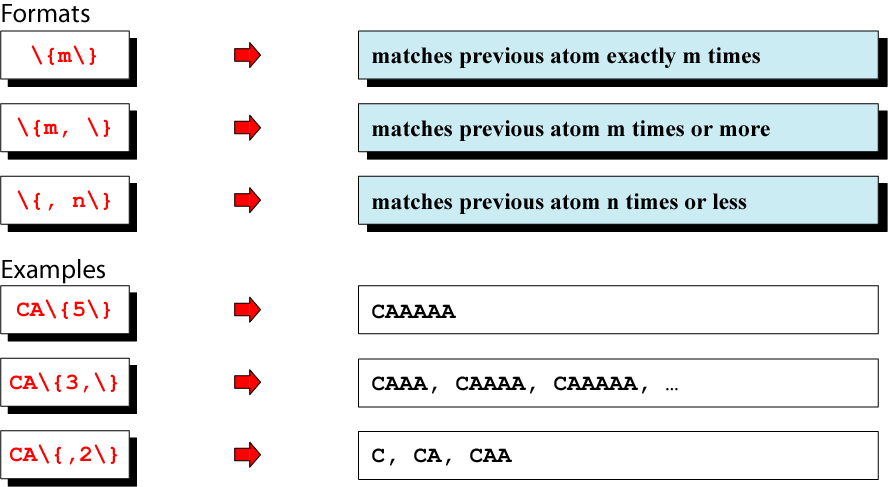 Formats
\{m\} matches previous atom exactly m times
\{m, \} matches previous atom m times or more
\{, n\} matches previous atom n times or less
Examples
CA\{5\} CAAAAA
CA\{3,\} CAAA, CAAAA, CAAAAA, …
CA\{,2\} C, CA, CAA